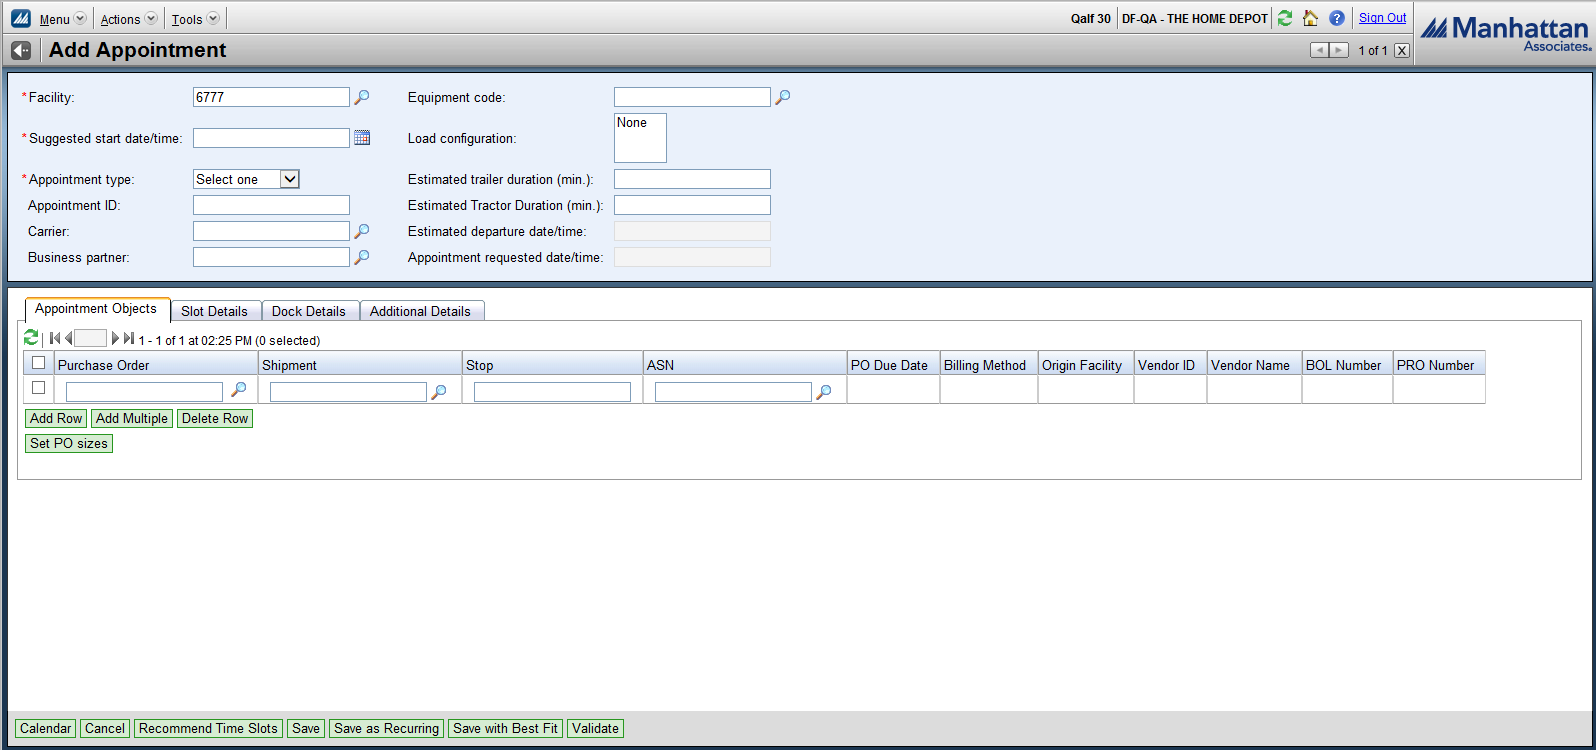 Menu Actions Tools Qalf 30 DF-QA - THE HOME DEPOT Sign Out
Manhattan Associates.
Add Appointment 1 of 1 X
*Facility: 6777 Equipment code:
*Suggested start date/time: Load configuration: None
*Appointment type: Select one Estimated trailer duration (min.):
Appointment ID: Estimated Tractor Duration (min.):
Carrier: Estimated departure date/time:
Business partner: Appointment requested date/time:
Appointment Objects Slot Details Dock Details Additional Details
1 - 1 of 1 at 02:25 PM (0 selected)
Purchase Order Shipment Stop ASN PO Due Date Billing Method Origin Facility Vendor ID Vendor Name BOL Number PRO Number
Add Row Add Multiple Delete Row
Set PO sizes
Calendar Cancel Recommend Time Slots Save Save as Recurring Save with Best Fit Validate